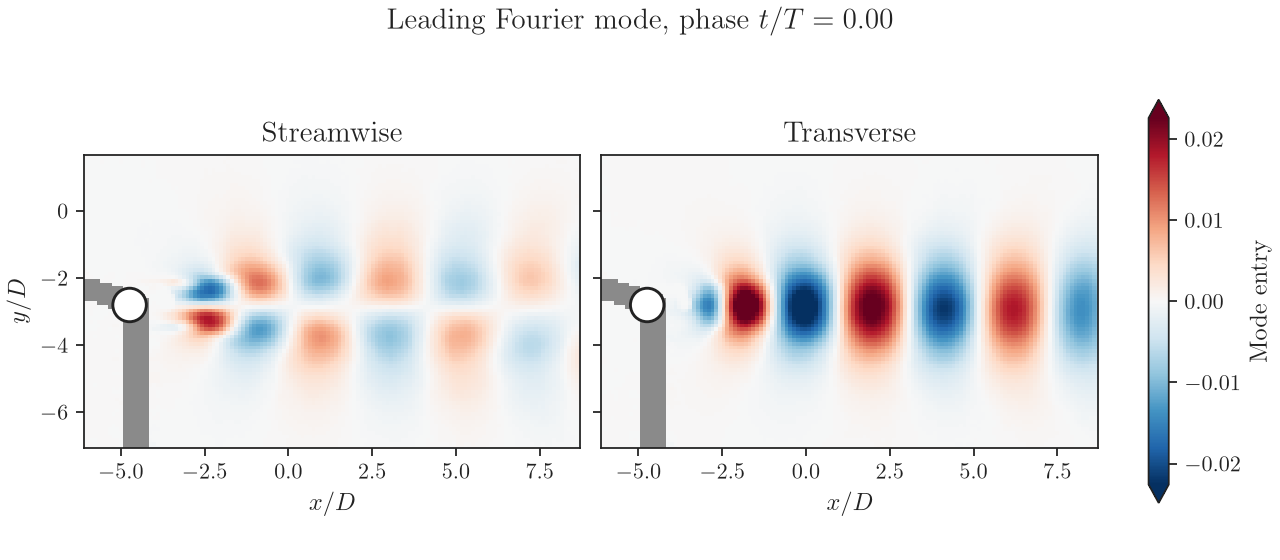 Leading Fourier mode, phase t/T = 0.00
Streamwise
Transverse
y/D
0
−2
−4
−6
−5.0 −2.5 0.0 2.5 5.0 7.5
x/D
−5.0 −2.5 0.0 2.5 5.0 7.5
x/D
0.02
0.01
0.00
−0.01
−0.02
Mode entry